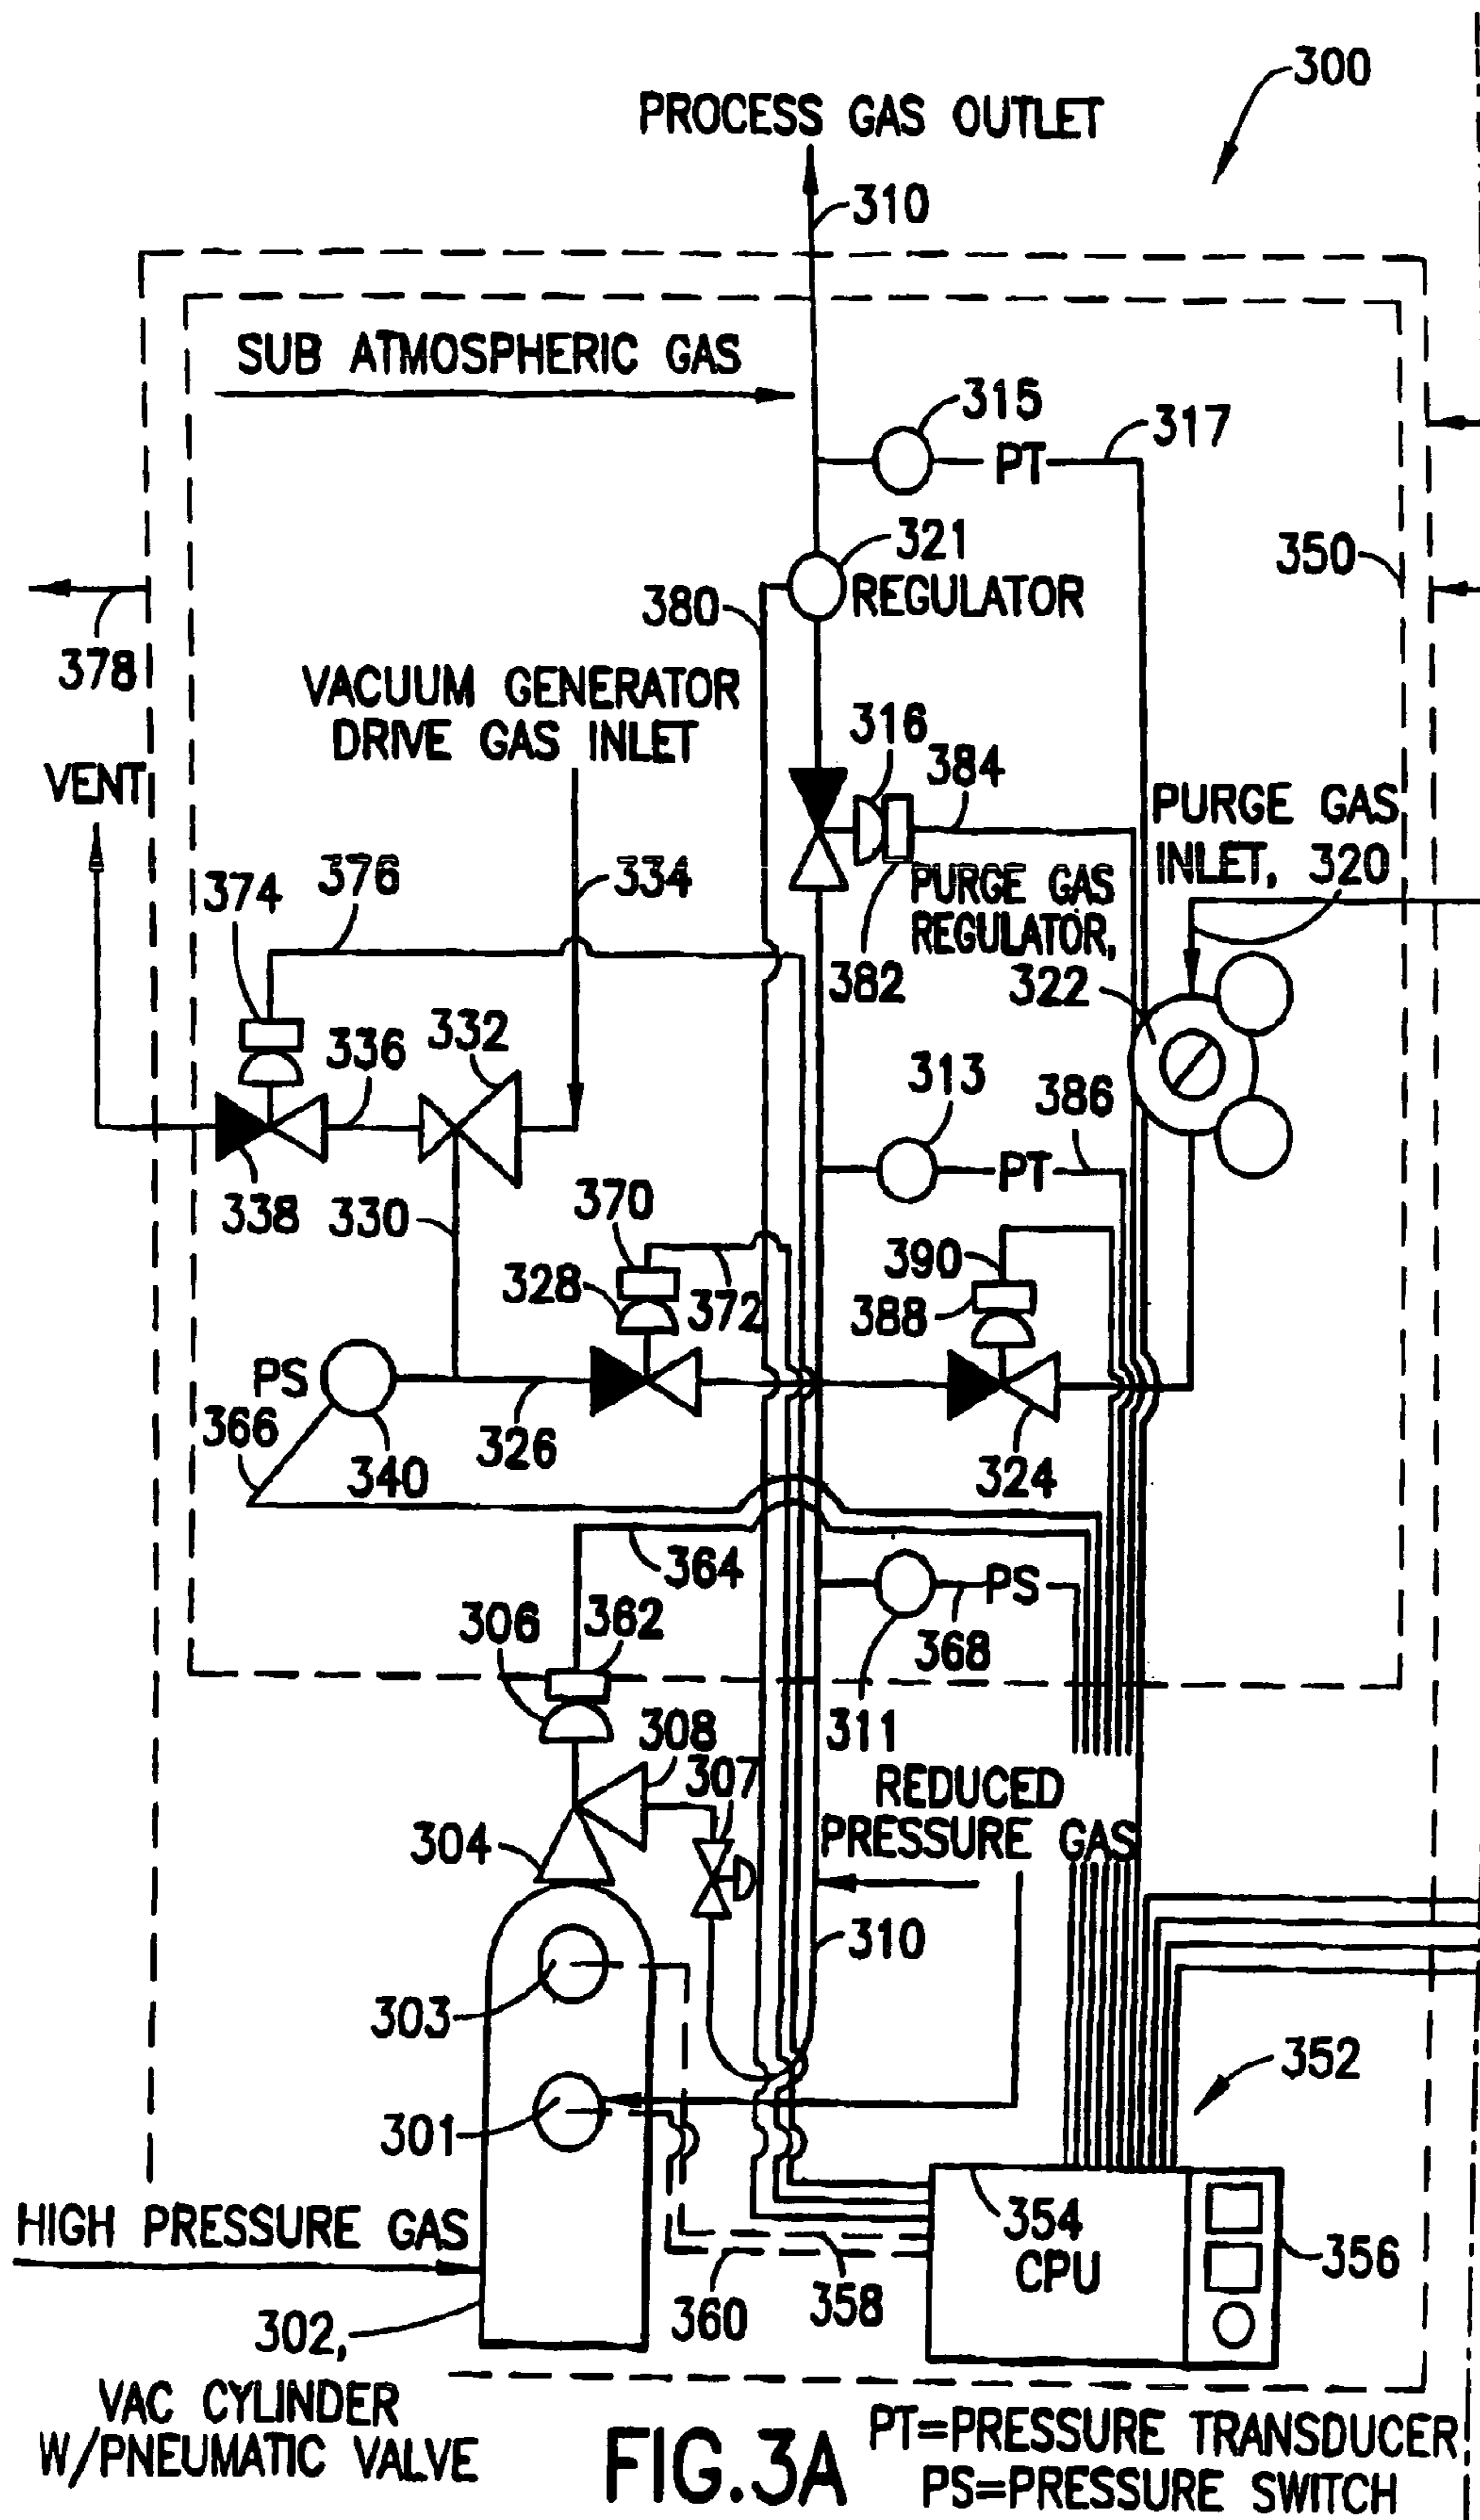 300
PROCESS GAS OUTLET
310
SUB ATMOSPHERIC GAS
315
PT
317
321
REGULATOR
350
380
378
VACUUM GENERATOR
DRIVE GAS INLET
316
384
VENT
PURGE GAS
INLET, 320
374
376
334
PURGE GAS
REGULATOR,
322
382
336
332
313
386
PT
338
330
370
390
328
372
388
PS
366
340
326
324
364
PS
306
362
368
311
308
307
REDUCED
PRESSURE GAS
304
310
303
352
301
HIGH PRESSURE GAS
354
CPU
356
360
358
302,
VAC CYLINDER
W/PNEUMATIC VALVE
FIG.3A
PT=PRESSURE TRANSDUCER
PS=PRESSURE SWITCH